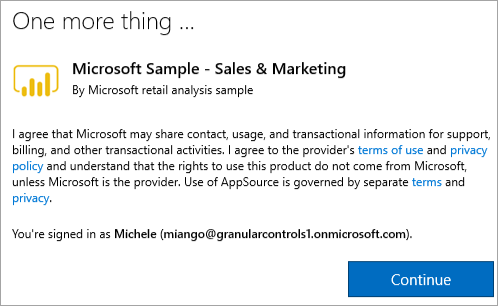 One more thing ...
Microsoft Sample - Sales & Marketing
By Microsoft retail analysis sample
I agree that Microsoft may share contact, usage, and transactional information for support,
billing, and other transactional activities. I agree to the provider's terms of use and privacy
policy and understand that the rights to use this product do not come from Microsoft,
unless Microsoft is the provider. Use of AppSource is governed by separate terms and
privacy.
You're signed in as Michele (miango@granularcontrols1.onmicrosoft.com).
Continue